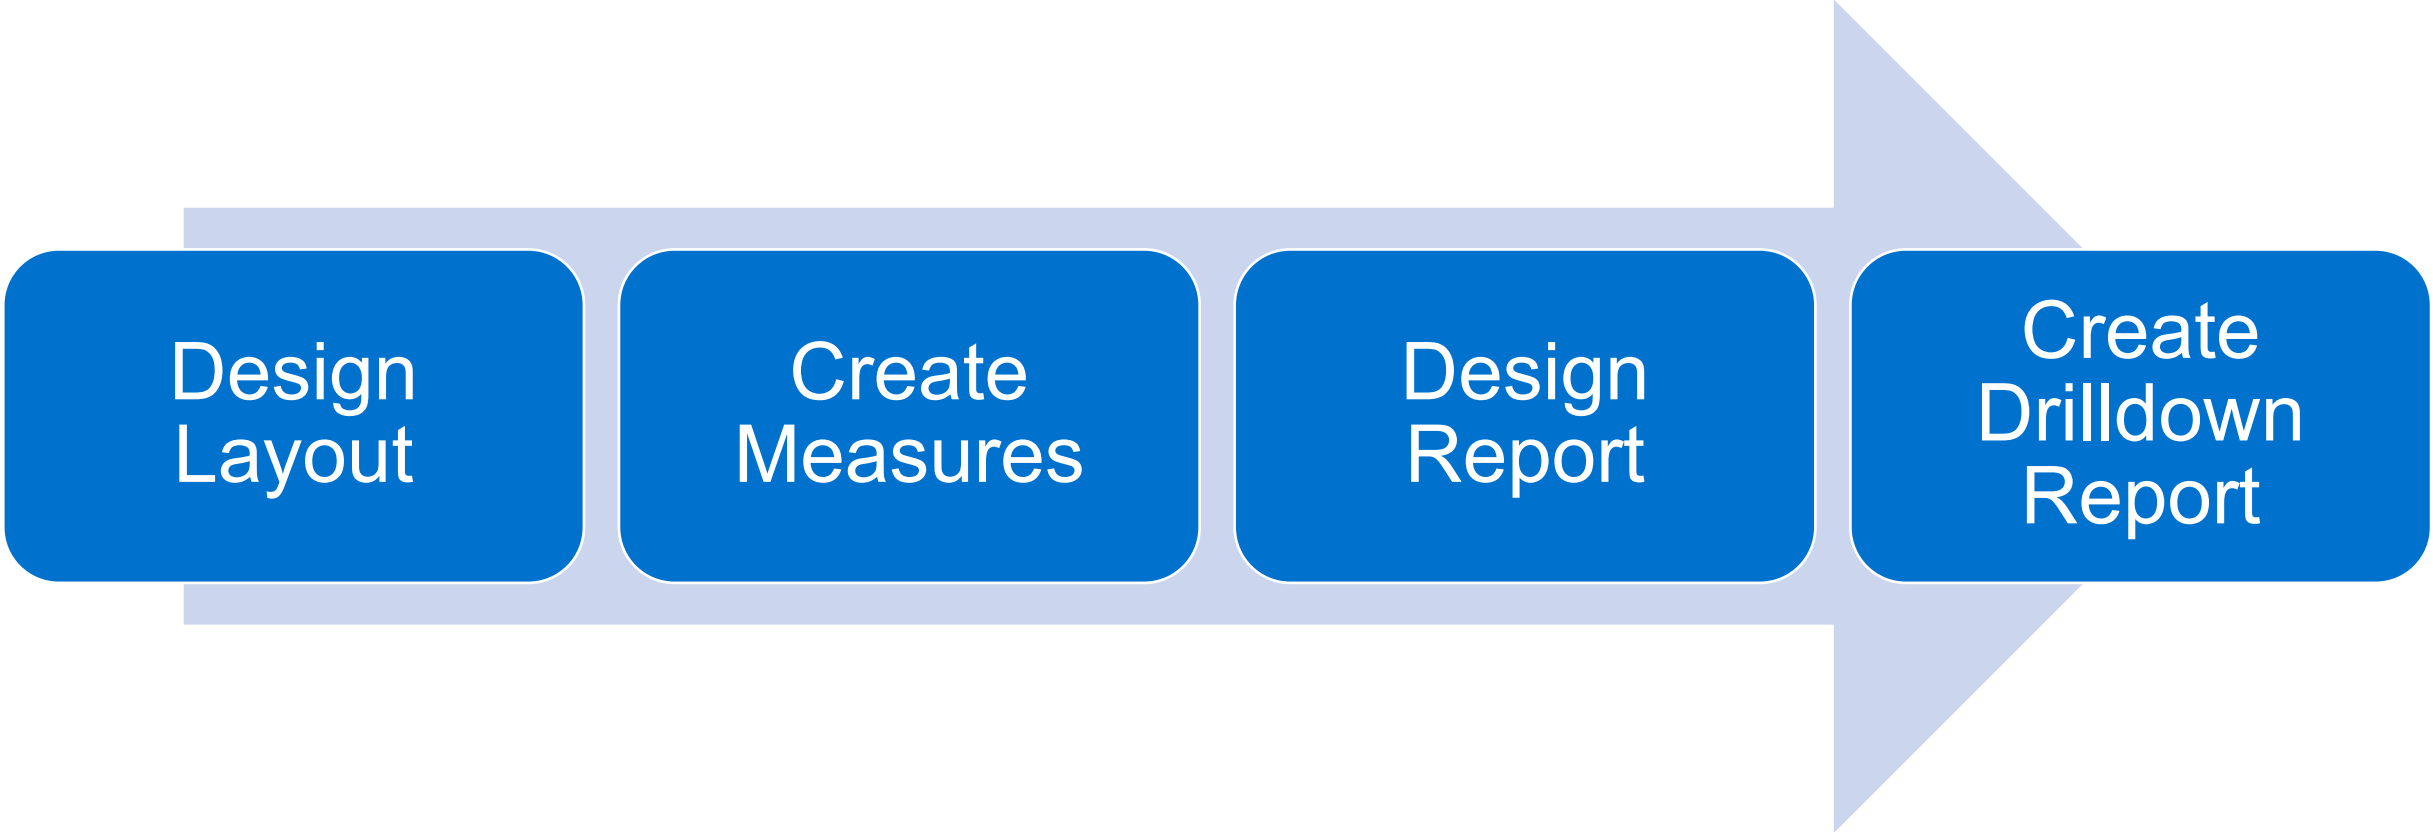 Design
Layout
Create
Measures
Design
Report
Create
Drilldown
Report